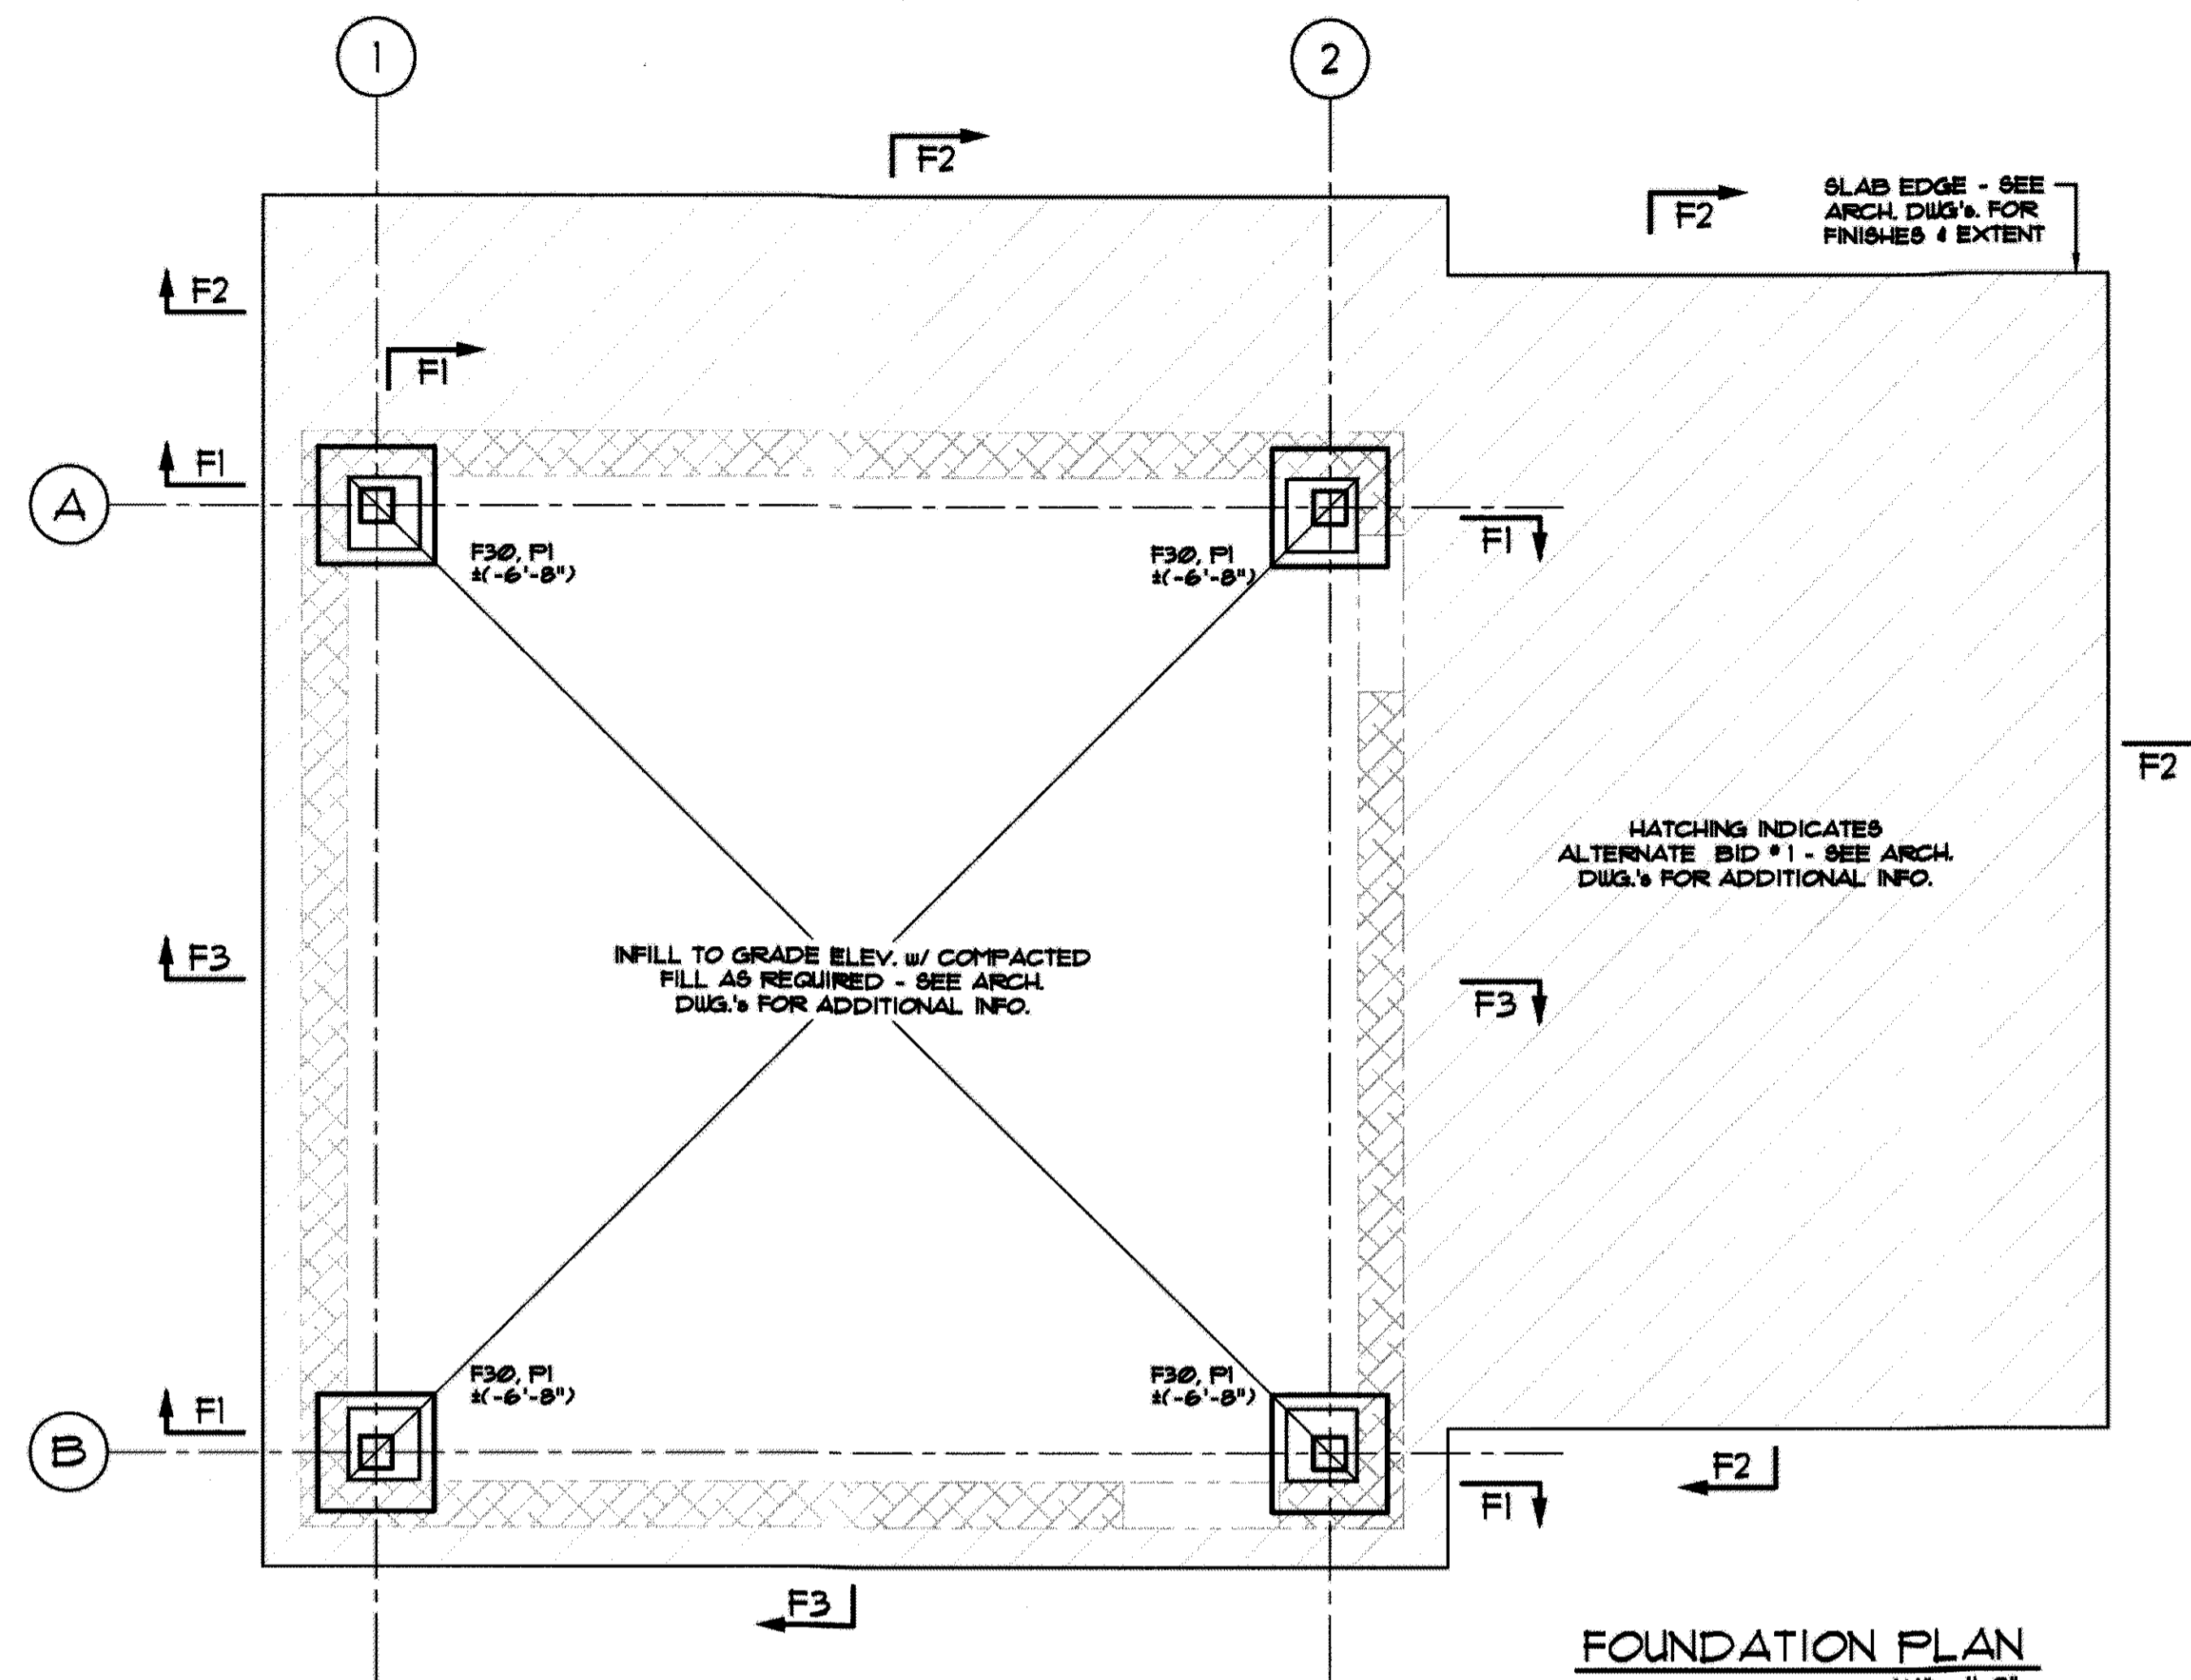 1
2
F2
F2
SLAB EDGE - SEE
ARCH. DWG's. FOR
FINISHES & EXTENT
F2
F1
F1
A
F1
F30, P1
±(-6'-8")
F30, P1
±(-6'-8")
F2
HATCHING INDICATES
ALTERNATE BID #1 - SEE ARCH.
DWG.'s FOR ADDITIONAL INFO.
F3
INFILL TO GRADE ELEV. w/ COMPACTED
FILL AS REQUIRED - SEE ARCH.
DWG.'s FOR ADDITIONAL INFO.
F3
F30, P1
±(-6'-8")
F30, P1
±(-6'-8")
F1
B
F2
F1
F3
FOUNDATION PLAN